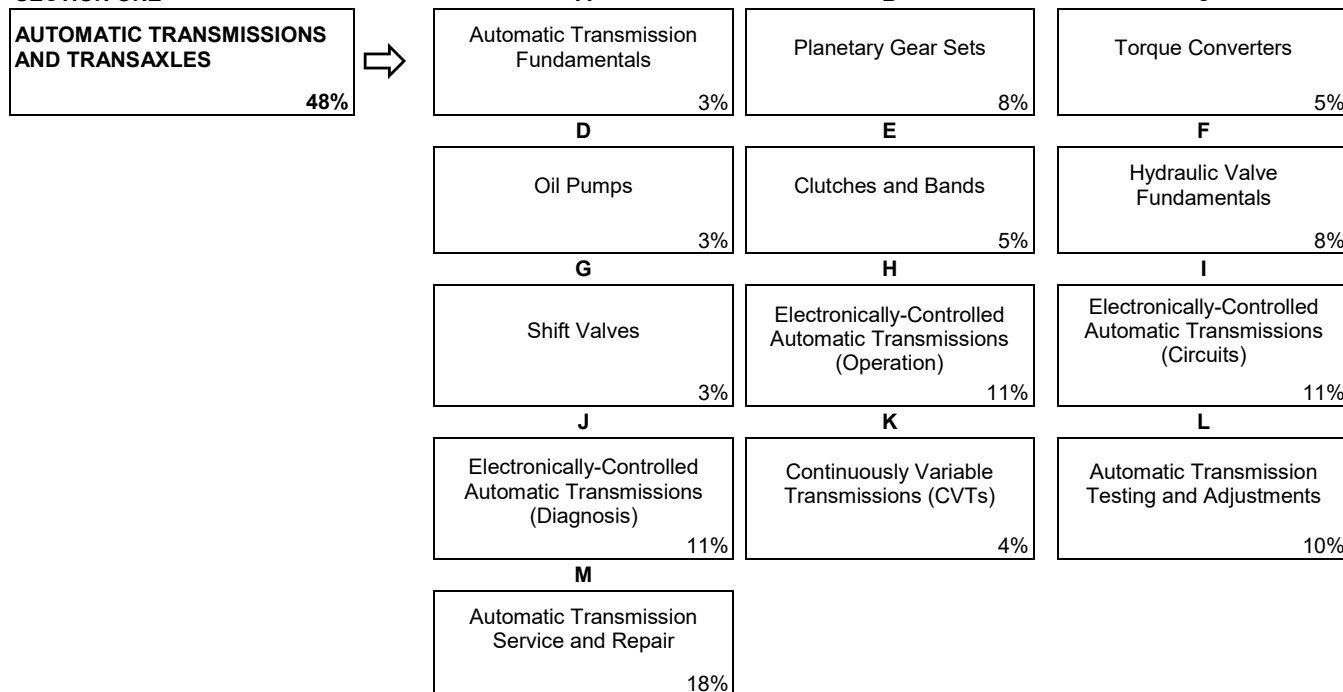 AUTOMATIC TRANSMISSIONS
AND TRANSAXLES
48%
Automatic Transmission
Fundamentals
3%
Planetary Gear Sets
8%
Torque Converters
5%
D
Oil Pumps
3%
E
Clutches and Bands
5%
F
Hydraulic Valve
Fundamentals
8%
G
Shift Valves
3%
H
Electronically-Controlled
Automatic Transmissions
(Operation)
11%
I
Electronically-Controlled
Automatic Transmissions
(Circuits)
11%
J
Electronically-Controlled
Automatic Transmissions
(Diagnosis)
11%
K
Continuously Variable
Transmissions (CVTs)
4%
L
Automatic Transmission
Testing and Adjustments
10%
M
Automatic Transmission
Service and Repair
18%